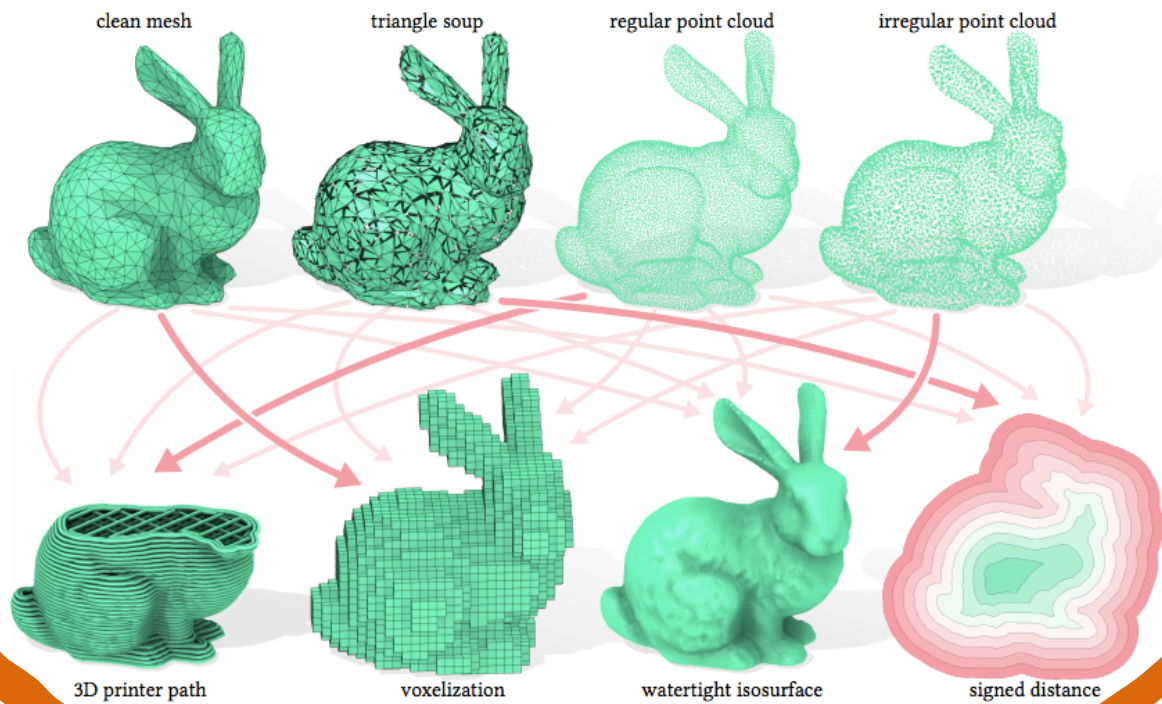 clean mesh
triangle soup
regular point cloud
irregular point cloud
3D printer path
voxelization
watertight isosurface
signed distance